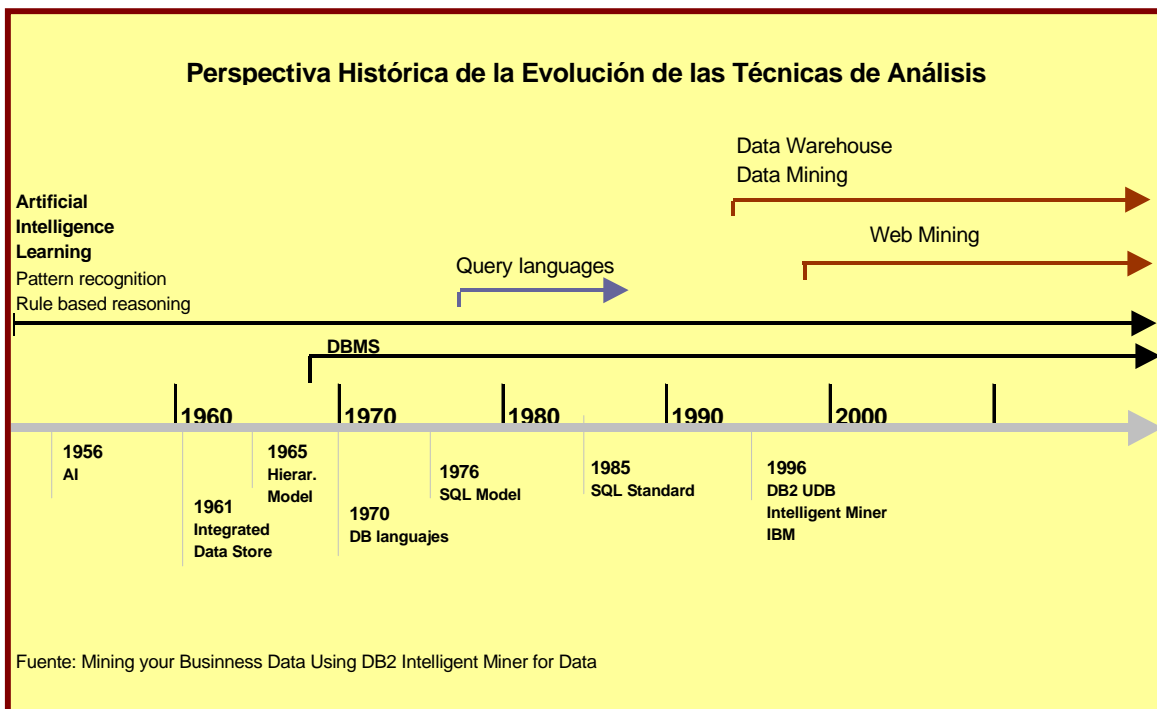 Perspectiva Histórica de la Evolución de las Técnicas de Análisis
Data Warehouse
Data Mining
Artificial
Intelligence
Learning
Pattern recognition
Rule based reasoning
Web Mining
Query languages
DBMS
1960
1970
1980
1990
2000
1956
AI
1961
Integrated
Data Store
1965
Hierar.
Model
1970
DB languajes
1976
SQL Model
1985
SQL Standard
1996
DB2 UDB
Intelligent Miner
IBM
Fuente: Mining your Businness Data Using DB2 Intelligent Miner for Data